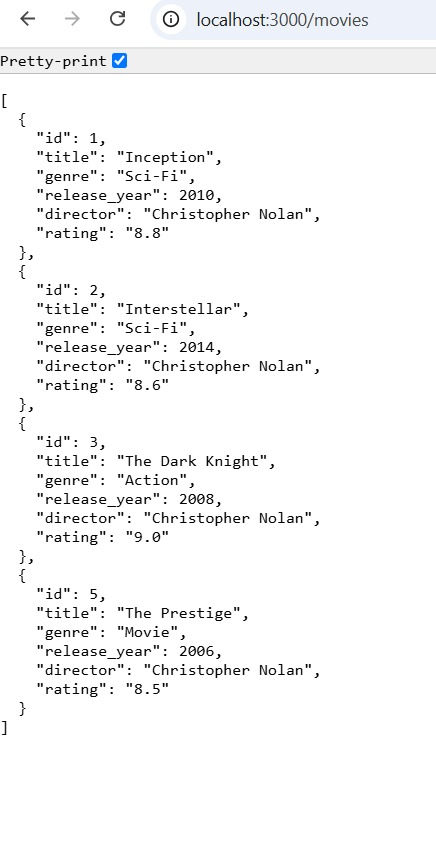 localhost:3000/movies
Pretty-print
[
  {
    "id": 1,
    "title": "Inception",
    "genre": "Sci-Fi",
    "release_year": 2010,
    "director": "Christopher Nolan",
    "rating": "8.8"
  },
  {
    "id": 2,
    "title": "Interstellar",
    "genre": "Sci-Fi",
    "release_year": 2014,
    "director": "Christopher Nolan",
    "rating": "8.6"
  },
  {
    "id": 3,
    "title": "The Dark Knight",
    "genre": "Action",
    "release_year": 2008,
    "director": "Christopher Nolan",
    "rating": "9.0"
  },
  {
    "id": 5,
    "title": "The Prestige",
    "genre": "Movie",
    "release_year": 2006,
    "director": "Christopher Nolan",
    "rating": "8.5"
  }
]